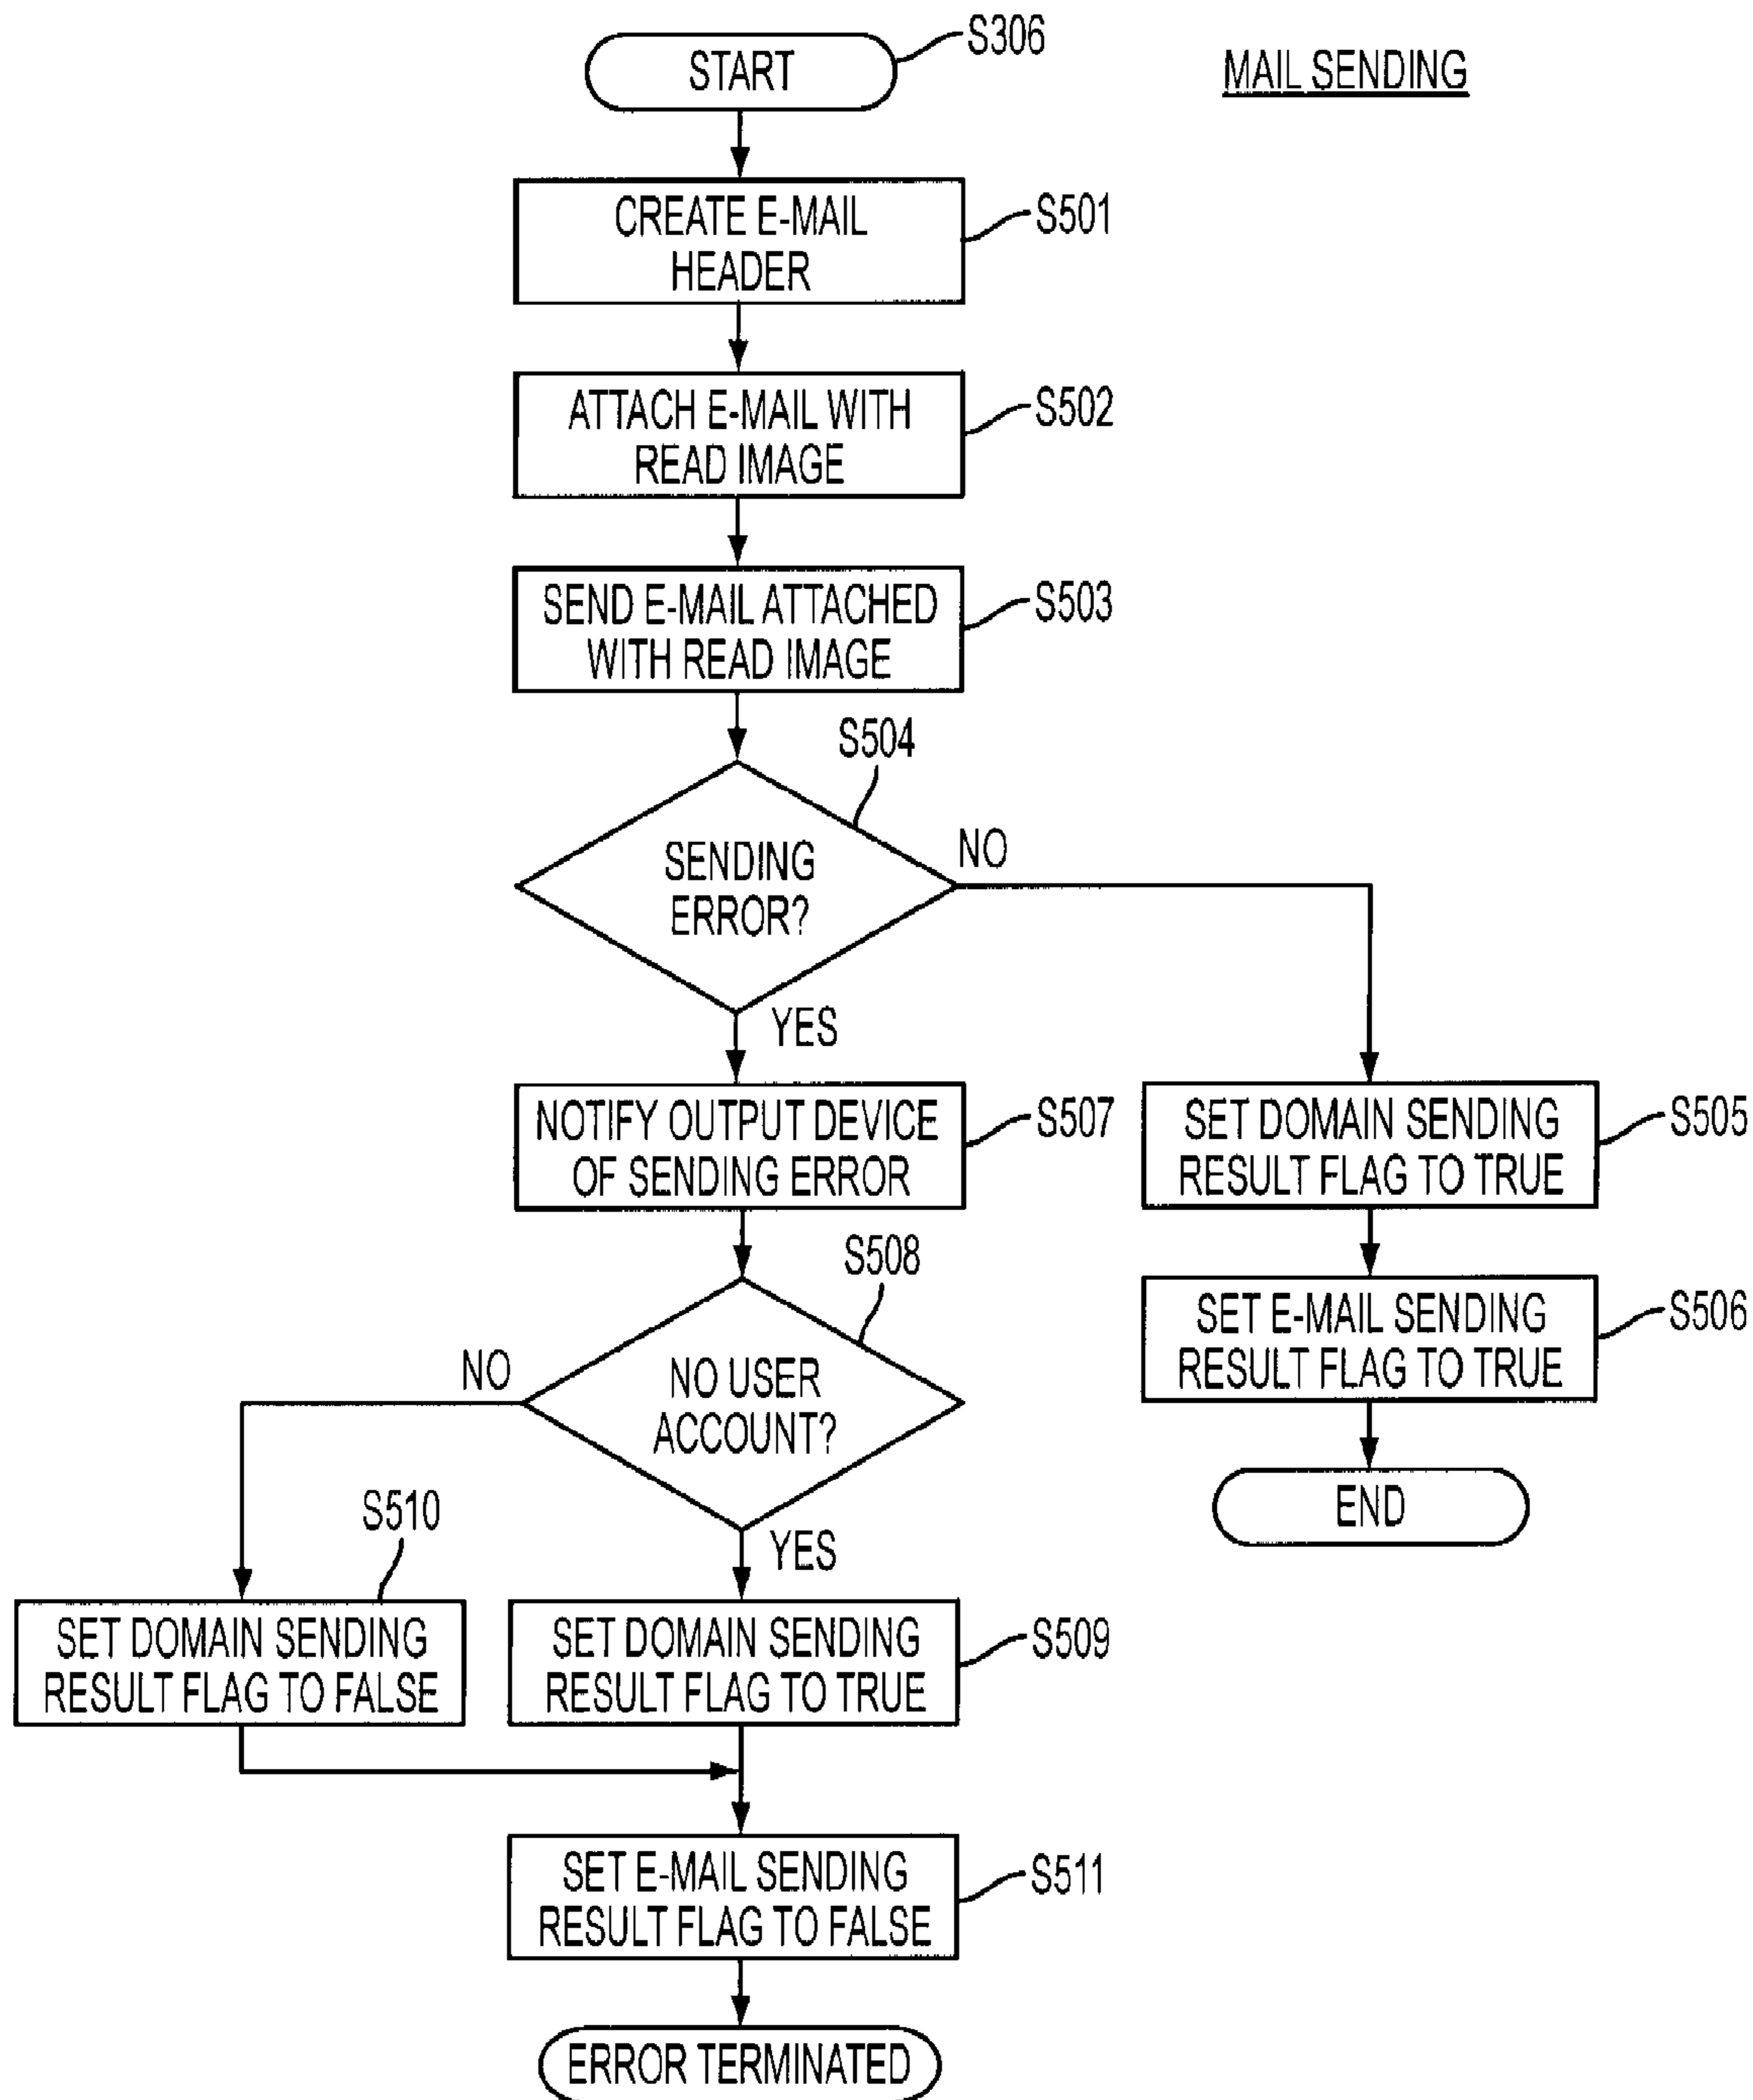 START
S306
MAIL SENDING
CREATE E-MAIL
HEADER
S501
ATTACH E-MAIL WITH
READ IMAGE
S502
SEND E-MAIL ATTACHED
WITH READ IMAGE
S503
S504
SENDING
ERROR?
NO
YES
NOTIFY OUTPUT DEVICE
OF SENDING ERROR
S507
SET DOMAIN SENDING
RESULT FLAG TO TRUE
S505
S508
SET E-MAIL SENDING
RESULT FLAG TO TRUE
S506
NO
NO USER
ACCOUNT?
YES
END
S510
SET DOMAIN SENDING
RESULT FLAG TO FALSE
SET DOMAIN SENDING
RESULT FLAG TO TRUE
S509
SET E-MAIL SENDING
RESULT FLAG TO FALSE
S511
ERROR TERMINATED